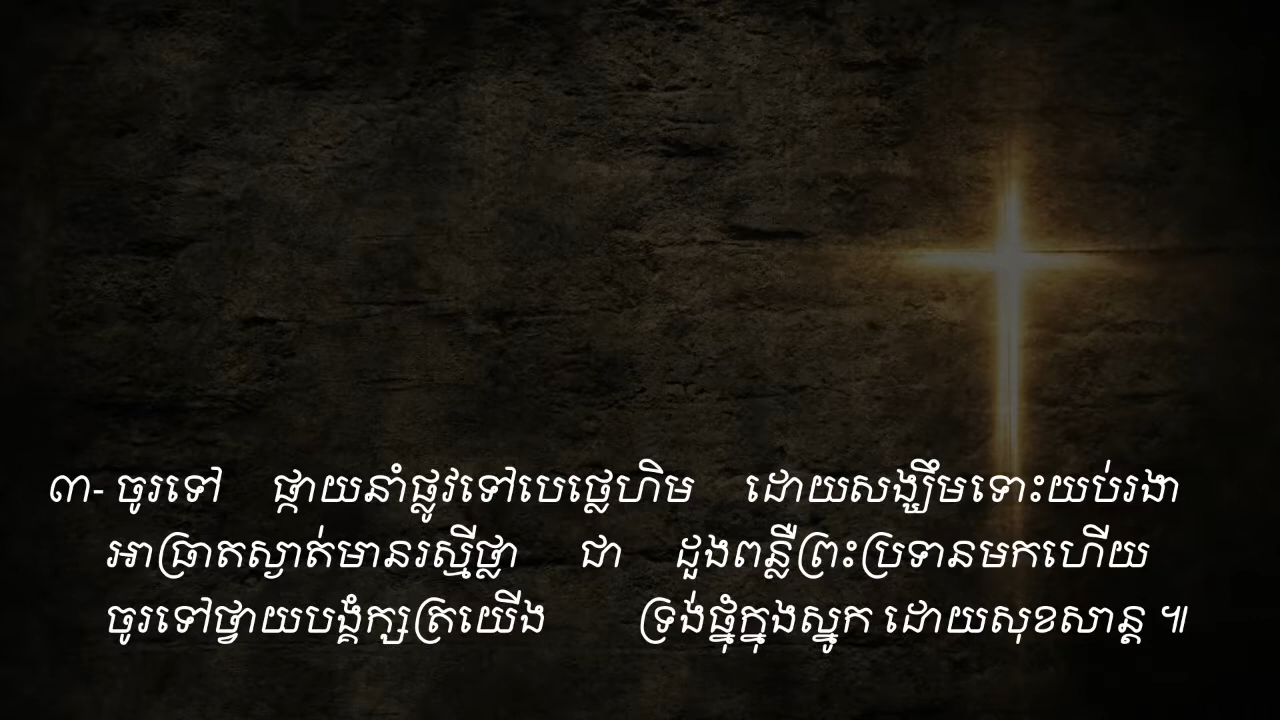 ៣- ចូរទៅ ផ្កាយនាំផ្លូវទៅបេថ្លេហិម ដោយសង្ឃឹមទោះយប់រងា
អាធ្រាតស្ងាត់មានរស្មីថ្លា ជា ដួងពន្លឺព្រះប្រទានមកហើយ
ចូរទៅថ្វាយបង្គំក្សត្រយើង ទ្រង់ផ្នុំក្នុងស្នូក ដោយសុខសាន្ត ៕